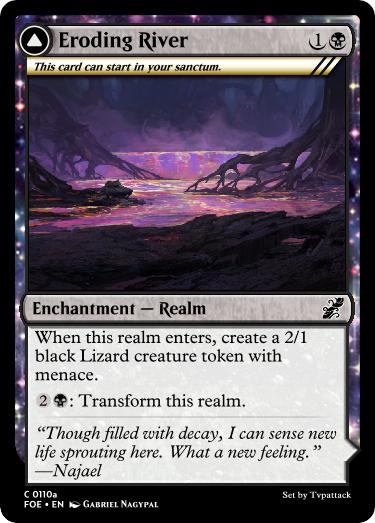 Eroding River 1
This card can start in your sanctum.
Enchantment — Realm
When this realm enters, create a 2/1
black Lizard creature token with
menace.
2 : Transform this realm.
“Though filled with decay, I can sense new
life sprouting here. What a new feeling.”
—Najael
C 0110a
FOE • EN Gabriel Nagypal
Set by Tvpattack